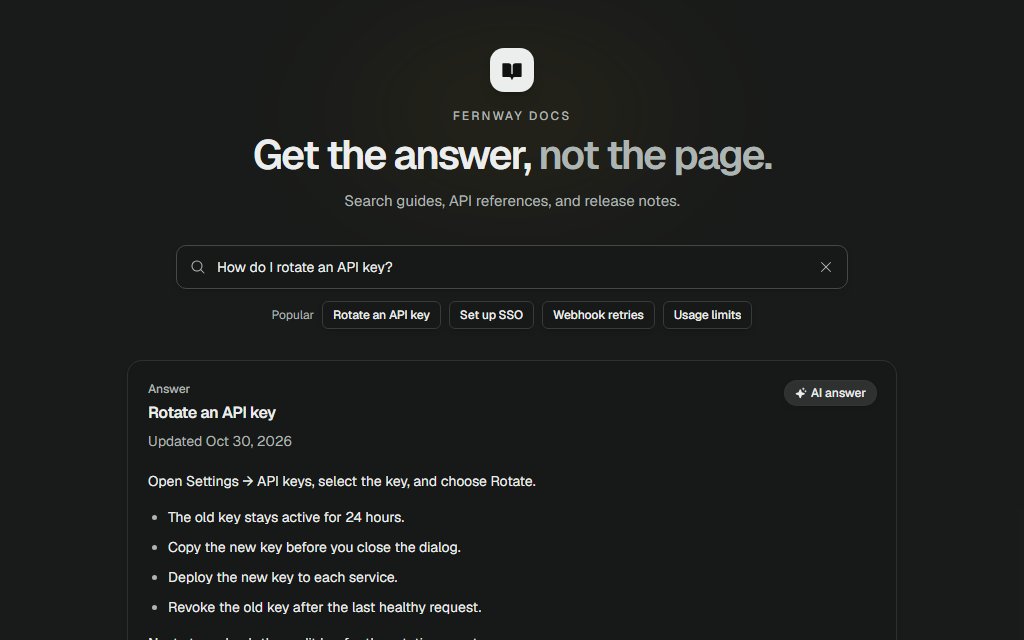 FERNWAY DOCS
Get the answer, not the page.
Search guides, API references, and release notes.
How do I rotate an API key?
Popular
Rotate an API key
Set up SSO
Webhook retries
Usage limits
Answer
AI answer
Rotate an API key
Updated Oct 30, 2026
Open Settings → API keys, select the key, and choose Rotate.
• The old key stays active for 24 hours.
• Copy the new key before you close the dialog.
• Deploy the new key to each service.
• Revoke the old key after the last healthy request.